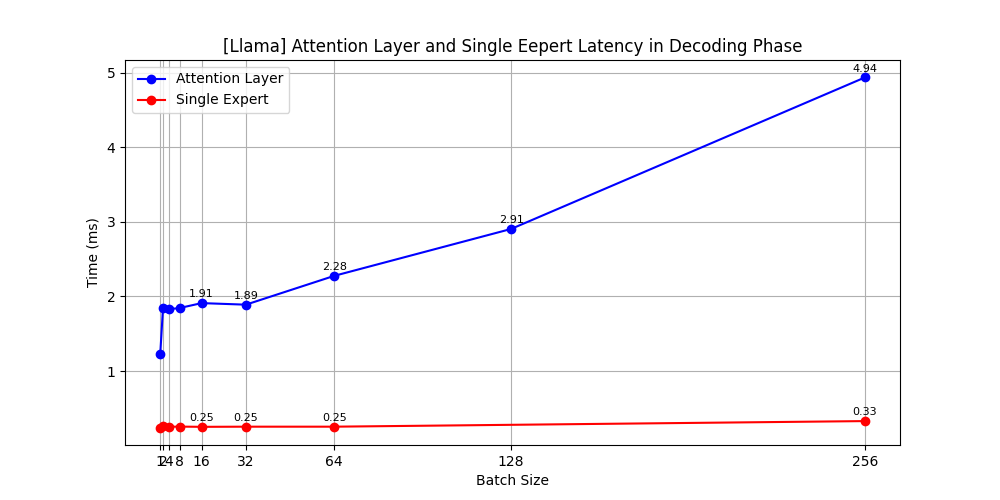 [Llama] Attention Layer and Single Eepert Latency in Decoding Phase
Attention Layer
Single Expert
Time (ms)
5
4
3
2
1
4.94
2.91
2.28
1.91
1.89
0.25
0.25
0.25
0.33
1 2 4 8 16 32 64 128 256
Batch Size